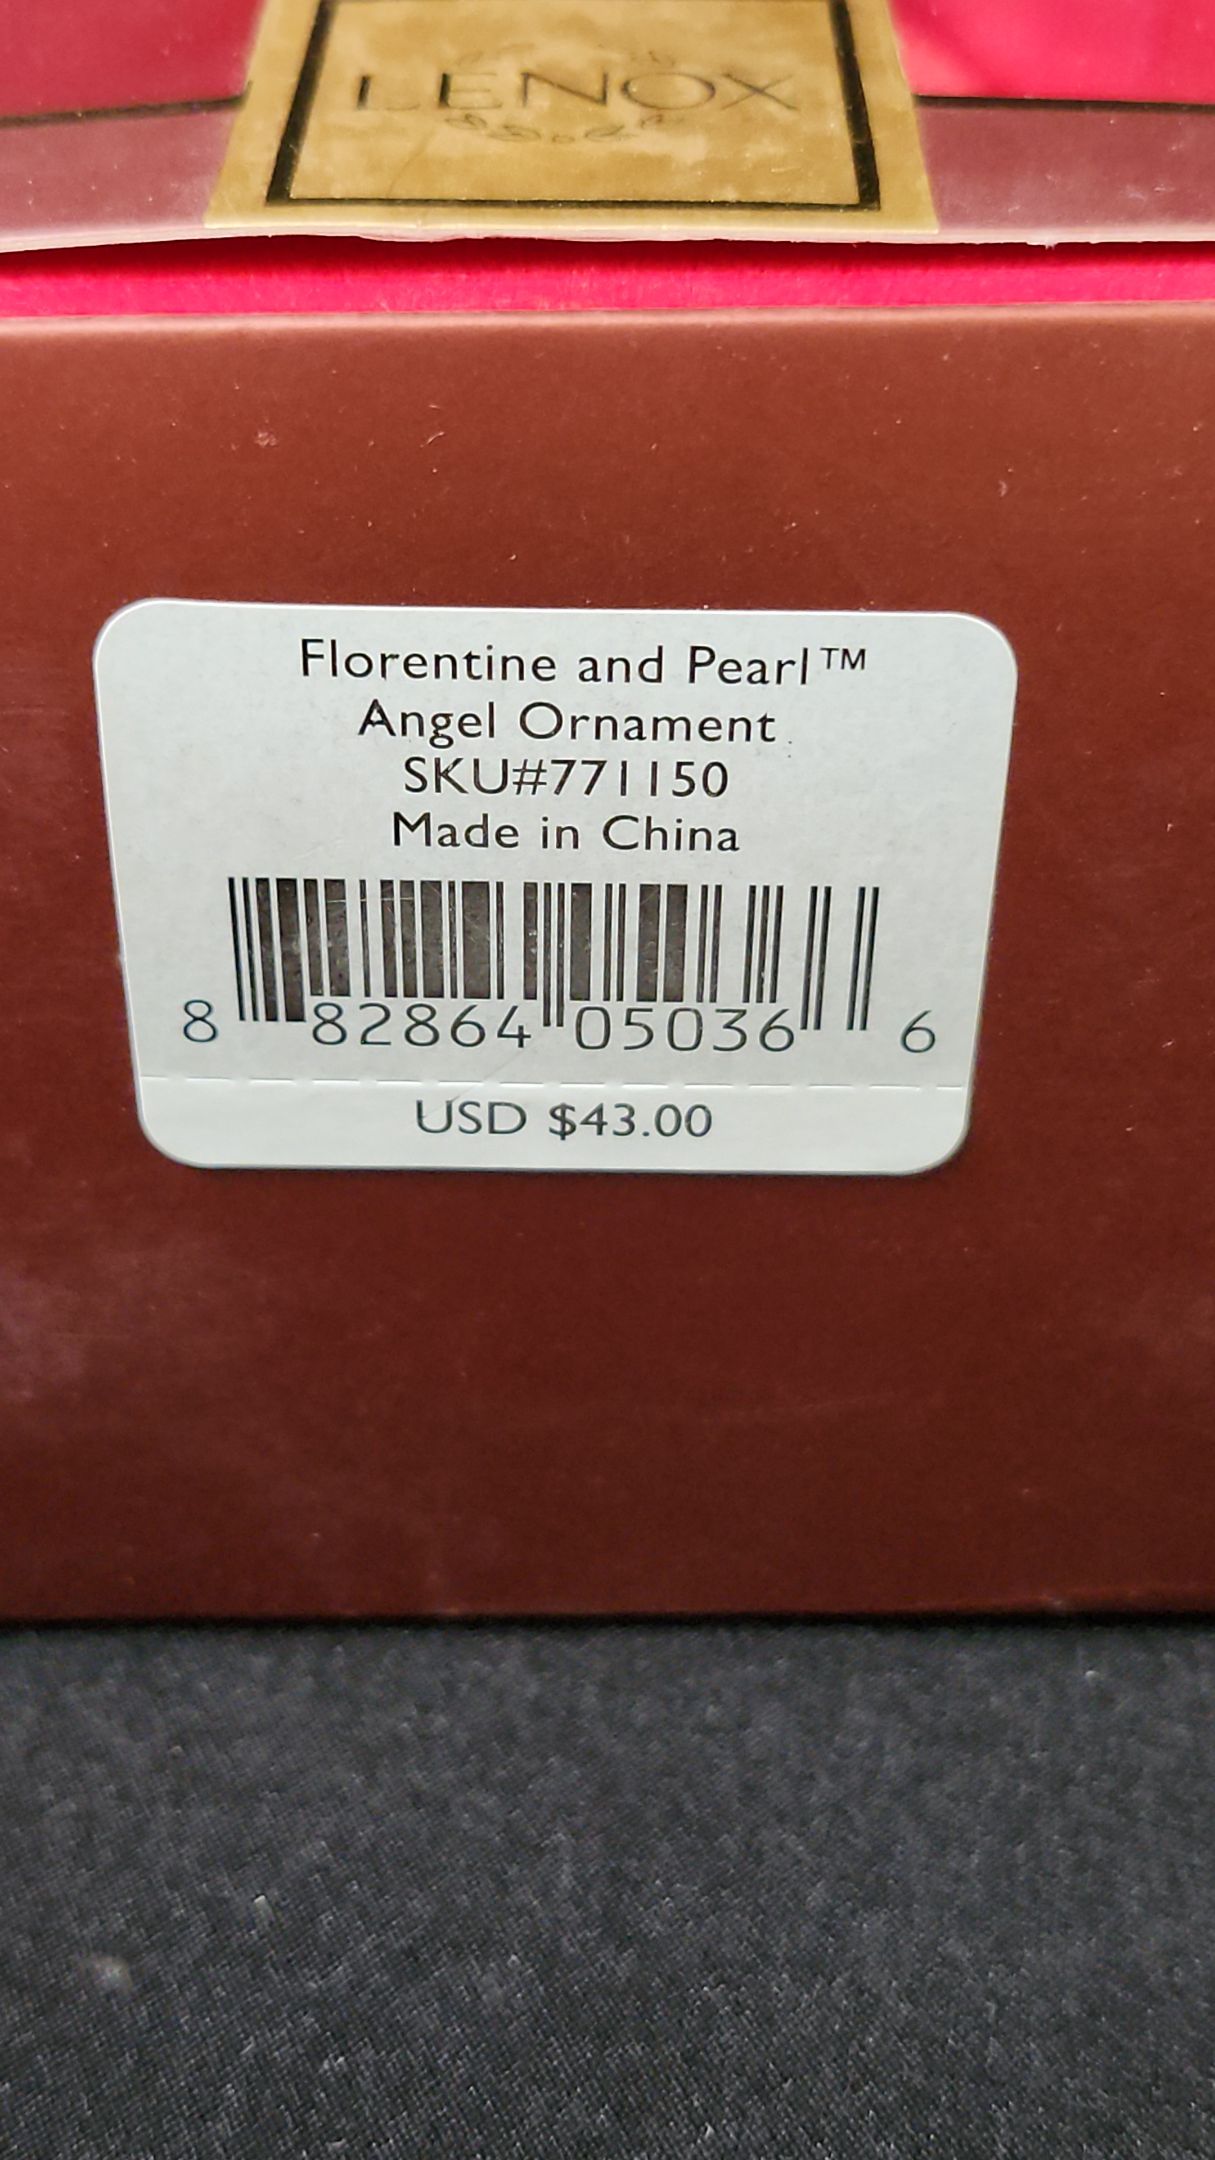 LENOX
Florentine and Pearl™
Angel Ornament
SKU#771150
Made in China
8 82864 05036 6
USD $43.00